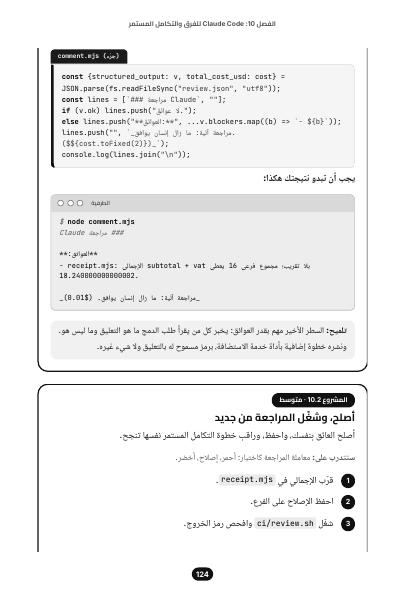 الفصل 10: Claude Code للفرق والتكامل المستمر
comment.mjs (جزء)
const {structured_output: v, total_cost_usd: cost} =
JSON.parse(fs.readFileSync("review.json", "utf8"));
const lines = [`### مراجعة Claude`, ""];
if (v.ok) lines.push("لا عوائق.");
else lines.push("**العوائق:**", ...v.blockers.map((b) => `- ${b}`));
lines.push("", `_مراجعة آلية: ما زال إنسان يوافق.
($${cost.toFixed(2)})_`);
console.log(lines.join("\n"));
يجب أن تبدو نتيجتك هكذا:
الطرفية
$ node comment.mjs
### مراجعة Claude
**العوائق:**
- receipt.mjs: الإجمالي subtotal + vat بلا تقريب؛ مجموع فرعي 16 يعطي
18.240000000000002.
_مراجعة آلية: ما زال إنسان يوافق. ($0.01)_
تلميح: السطر الأخير مهم بقدر العوائق: يخبر كل من يقرأ طلب الدمج ما هو التعليق وما ليس هو.
ونشره خطوة إضافية بأداة خدمة الاستضافة، برمز مسموح له بالتعليق ولا شيء غيره.
المشروع 10.2 · متوسط
أصلح، وشغّل المراجعة من جديد
أصلح العائق بنفسك، واحفظ، وراقب خطوة التكامل المستمر نفسها تنجح.
ستتدرب على: معاملة المراجعة كاختبار: أحمر، إصلاح، أخضر.
1 قرّب الإجمالي في receipt.mjs.
2 احفظ الإصلاح على الفرع.
3 شغّل ci/review.sh وافحص رمز الخروج.
124